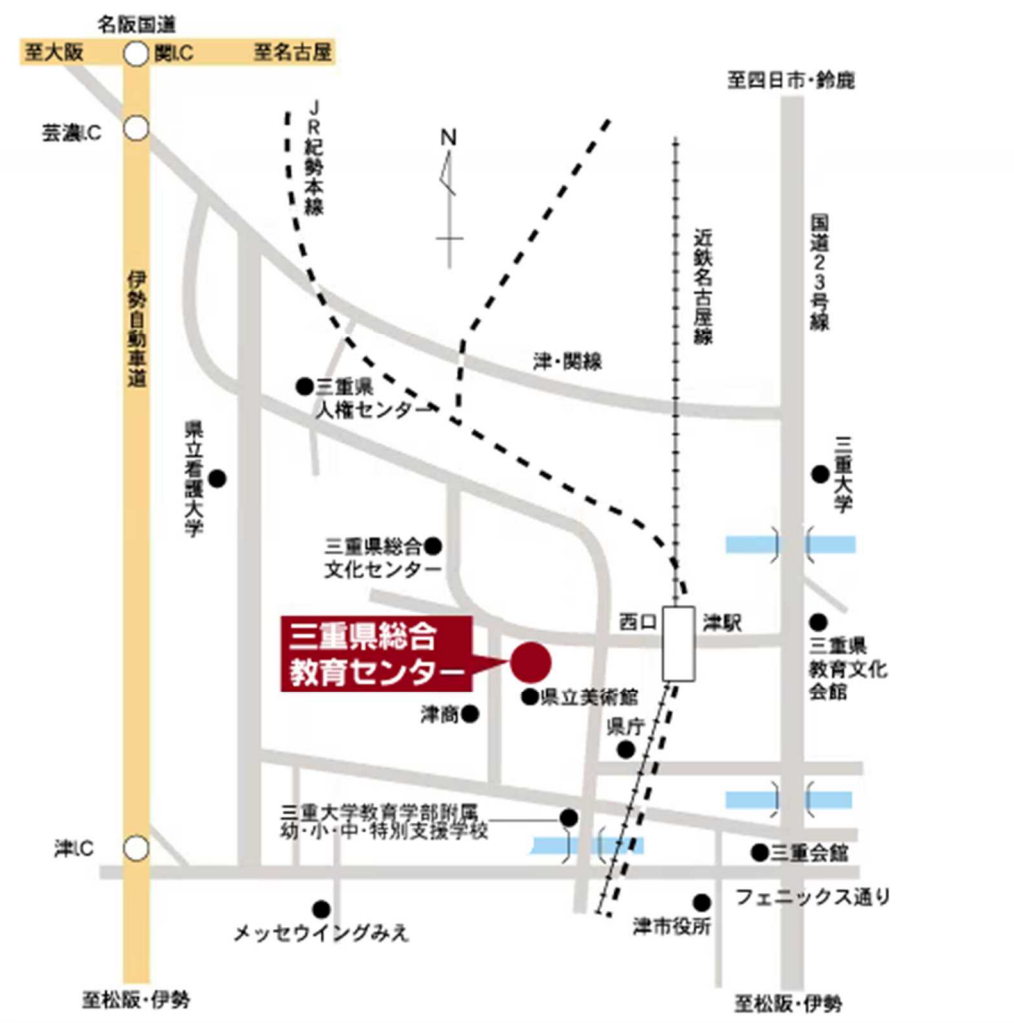 名阪国道
至大阪
関I.C
至名古屋
至四日市・鈴鹿
芸濃I.C
JR紀勢本線
N
国道23号線
近鉄名古屋線
伊勢自動車道
津・関線
三重県
人権センター
県立看護大学
三重大学
三重県総合
文化センター
西口
津駅
三重県総合
教育センター
三重県
教育文化
会館
県立美術館
津商
県庁
三重大学教育学部附属
幼・小・中・特別支援学校
津I.C
三重会館
フェニックス通り
津市役所
メッセウイングみえ
至松阪・伊勢
至松阪・伊勢